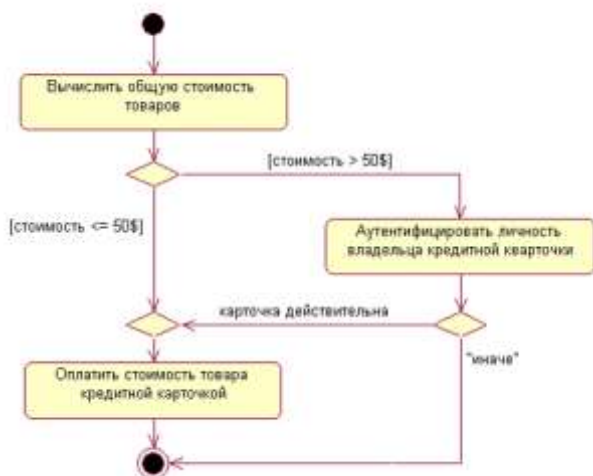 Вычислить общую стоимость
товаров
[стоимость > 50$]
[стоимость <= 50$]
Аутентифицировать личность
владельца кредитной кварточки
карточка действительна
"иначе"
Оплатить стоимость товара
кредитной карточкой